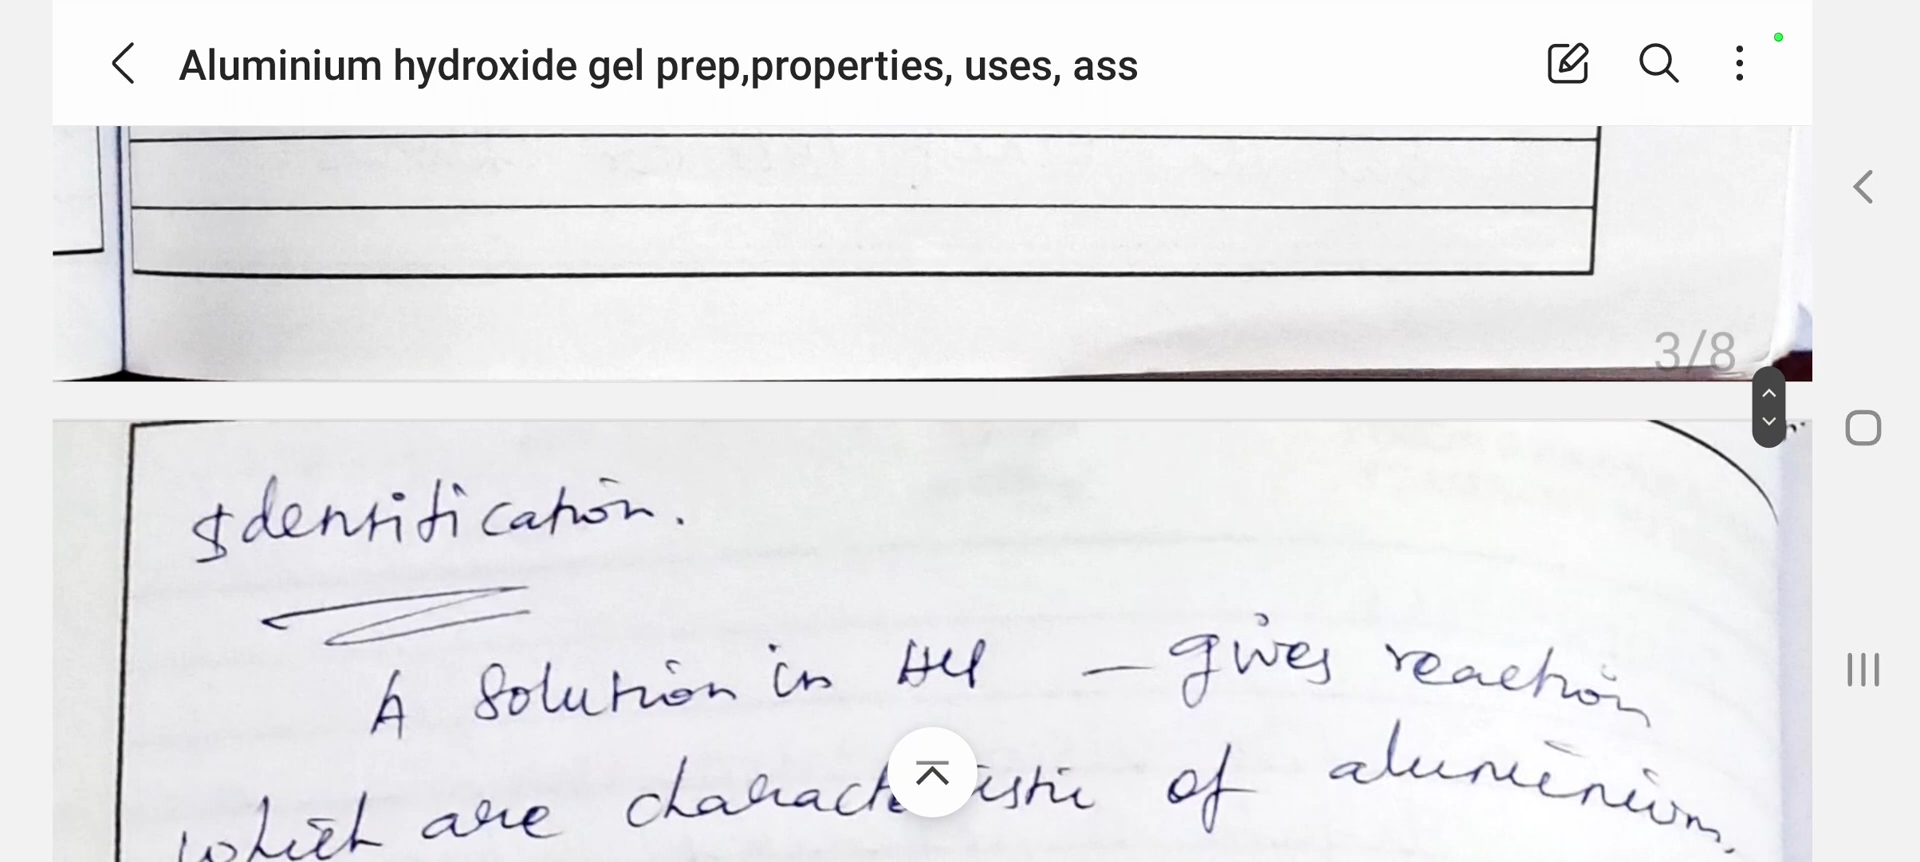 Aluminium hydroxide gel prep,properties, uses, ass
3/8
Identification.
A solution in HCl — gives reaction
which are characteristic of aluminium.